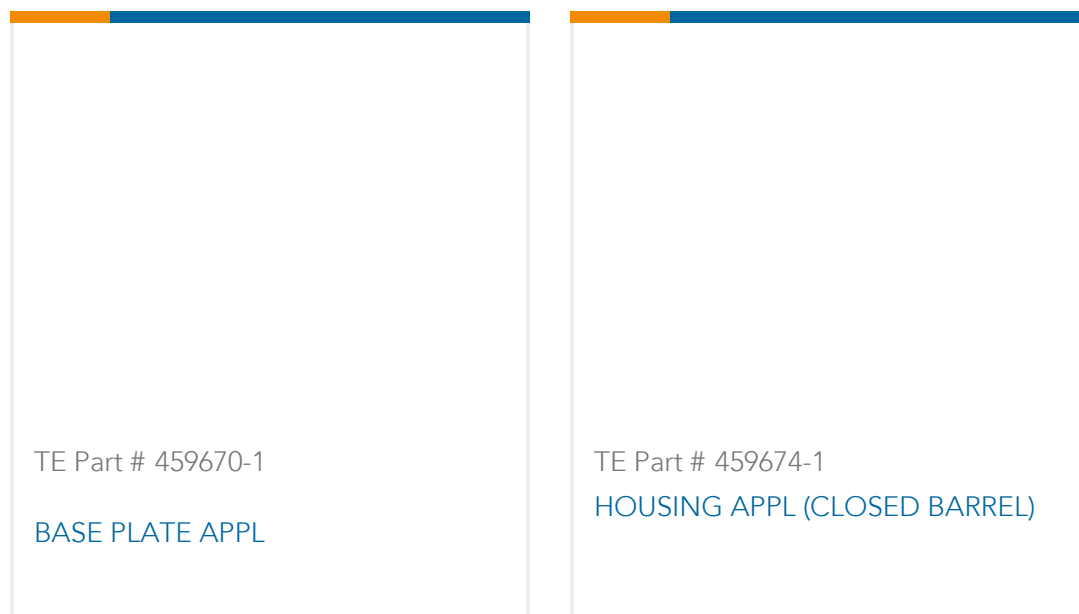 TE Part # 459670-1
BASE PLATE APPL
TE Part # 459674-1
HOUSING APPL (CLOSED BARREL)